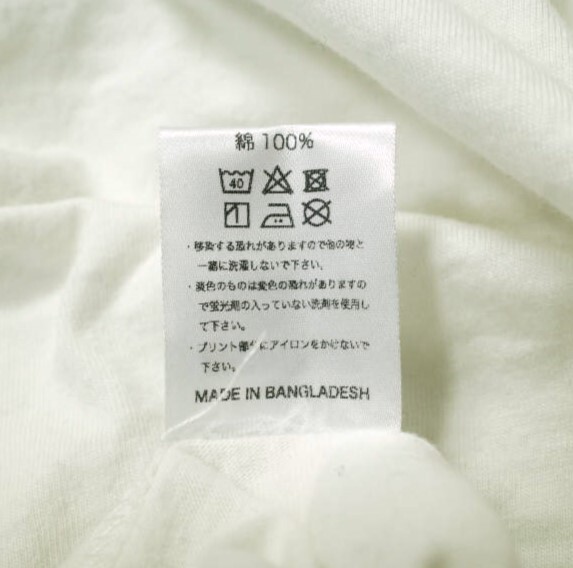 綿 100%
40
・移染する恐れがありますので他の物と
一緒に洗濯しないで下さい。
・淡色のものは変色の恐れがありますの
で蛍光剤の入っていない洗剤を使用し
て下さい。
・プリント部分にアイロンをかけないで
下さい。
MADE IN BANGLADESH